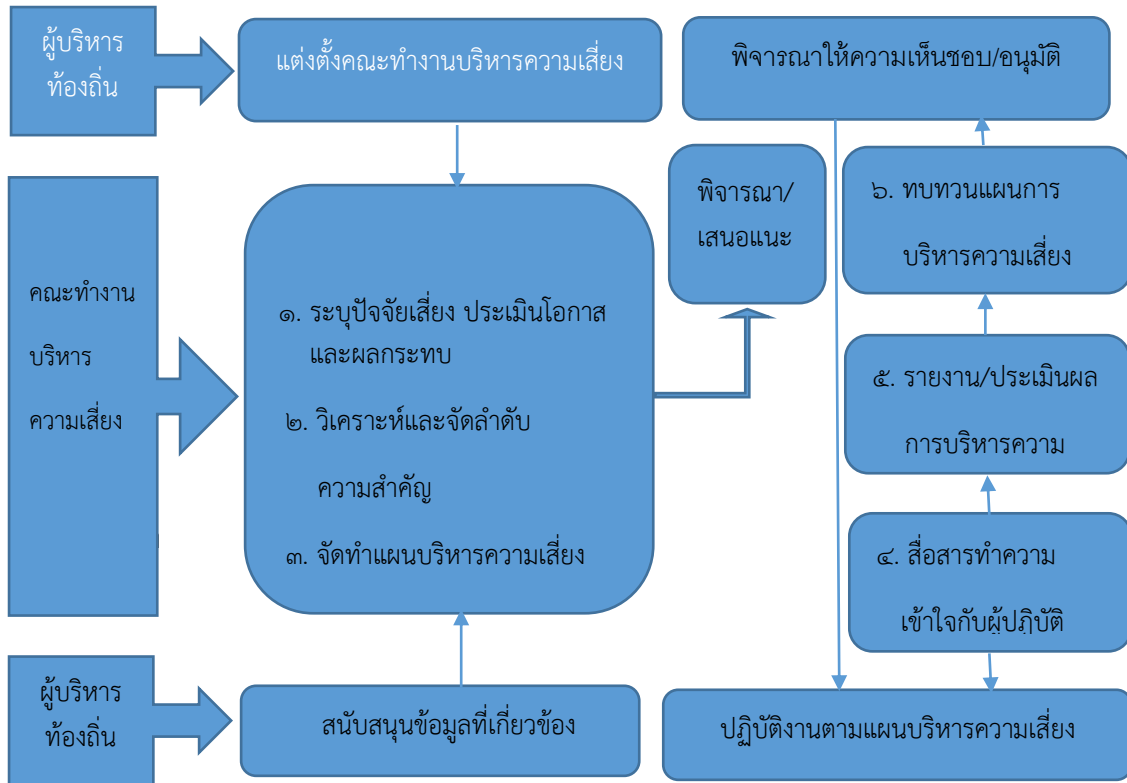 ผู้บริหาร
ท้องถิ่น
แต่งตั้งคณะทำงานบริหารความเสี่ยง
พิจารณาให้ความเห็นชอบ/อนุมัติ
คณะทำงาน
บริหาร
ความเสี่ยง
๑. ระบุปัจจัยเสี่ยง ประเมินโอกาส
และผลกระทบ
๒. วิเคราะห์และจัดลำดับ
ความสำคัญ
๓. จัดทำแผนบริหารความเสี่ยง
พิจารณา/
เสนอแนะ
๖. ทบทวนแผนการ
บริหารความเสี่ยง
๕. รายงาน/ประเมินผล
การบริหารความ
๔. สื่อสารทำความ
เข้าใจกับผู้ปฏิบัติ
ผู้บริหาร
ท้องถิ่น
สนับสนุนข้อมูลที่เกี่ยวข้อง
ปฏิบัติงานตามแผนบริหารความเสี่ยง